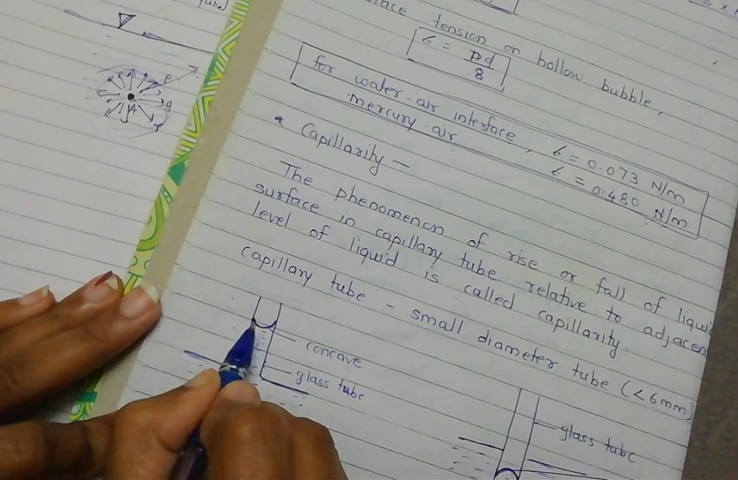 tension on hollow bubble,
σ = pd
8
for water-air interface, σ = 0.073 N/m
mercury-air σ = 0.480 N/m
* Capillarity -
The phenomenon of rise or fall of liquid
surface in capillary tube relative to adjacent
level of liquid is called capillarity.
Capillary tube - small diameter tube (< 6mm)
concave
glass tube
glass tube